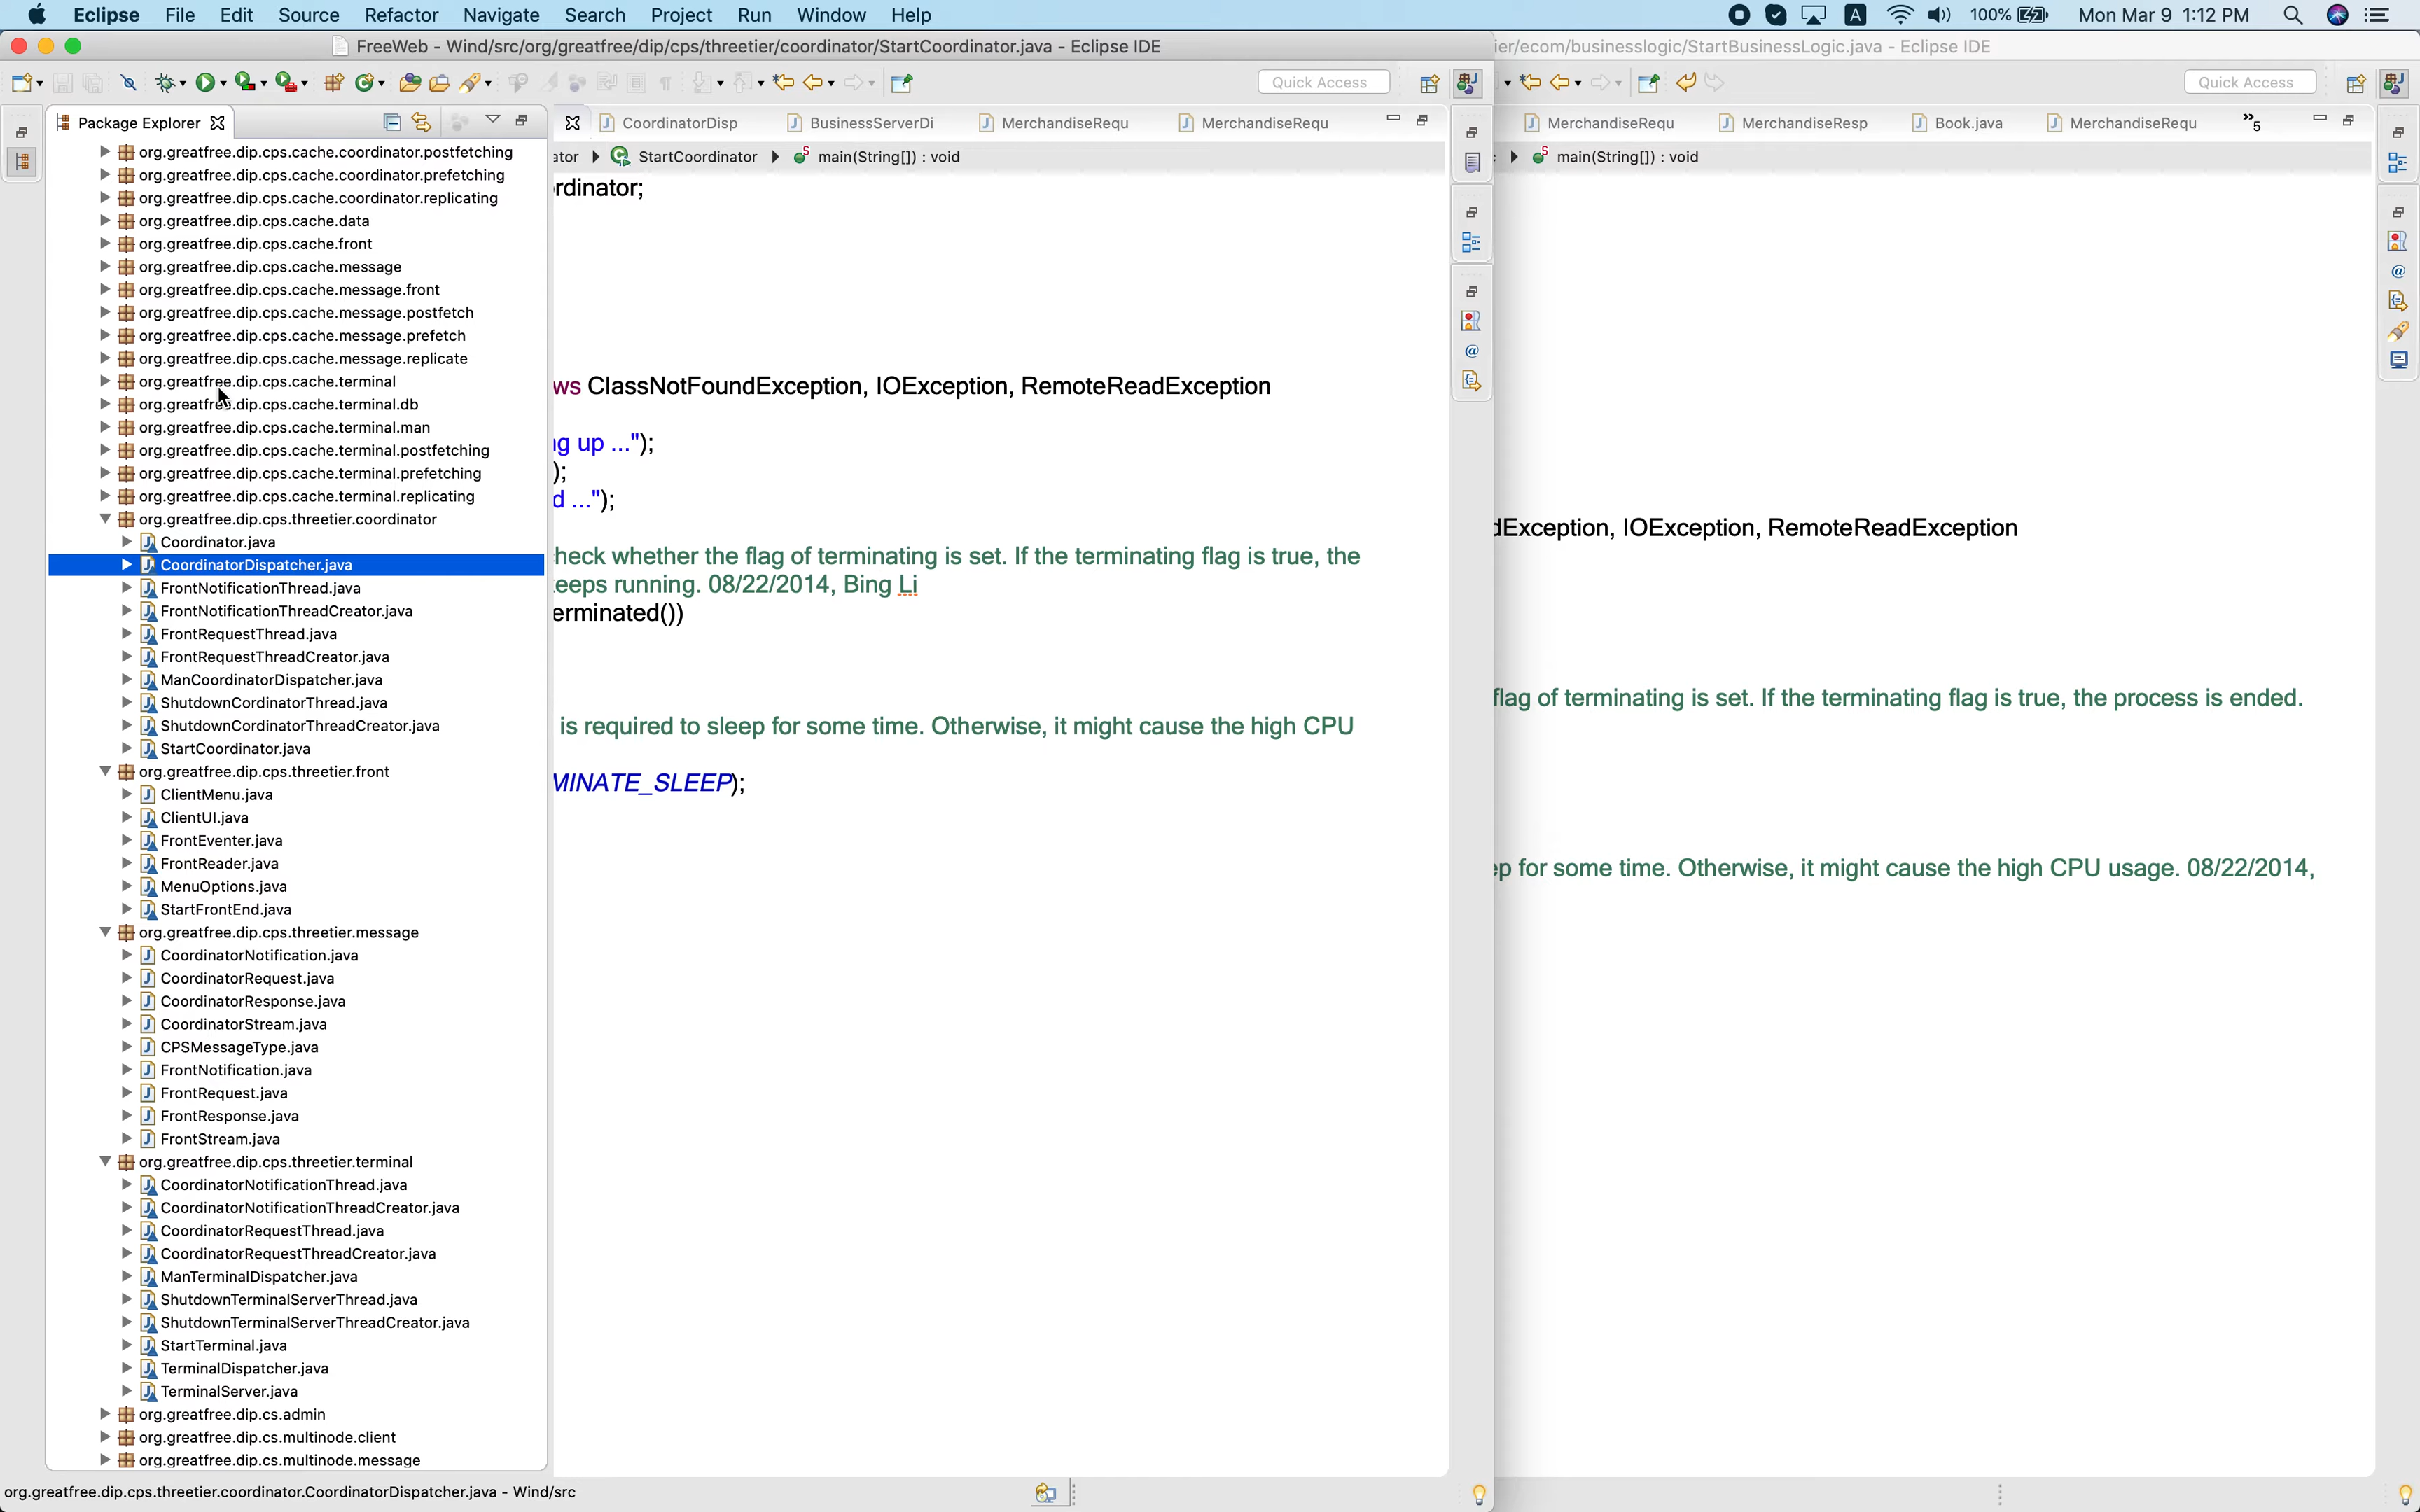 Eclipse File Edit Source Refactor Navigate Search Project Run Window Help A 100% Mon Mar 9 1:12 PM
FreeWeb - Wind/src/org/greatfree/dip/cps/threetier/coordinator/StartCoordinator.java - Eclipse IDE
ier/ecom/businesslogic/StartBusinessLogic.java - Eclipse IDE
Quick Access
Quick Access
Package Explorer
CoordinatorDisp BusinessServerDi MerchandiseRequ MerchandiseRequ
MerchandiseRequ MerchandiseResp Book.java MerchandiseRequ »5
ator StartCoordinator main(String[]) : void
main(String[]) : void
org.greatfree.dip.cps.cache.coordinator.postfetching
org.greatfree.dip.cps.cache.coordinator.prefetching
org.greatfree.dip.cps.cache.coordinator.replicating
org.greatfree.dip.cps.cache.data
org.greatfree.dip.cps.cache.front
org.greatfree.dip.cps.cache.message
org.greatfree.dip.cps.cache.message.front
org.greatfree.dip.cps.cache.message.postfetch
org.greatfree.dip.cps.cache.message.prefetch
org.greatfree.dip.cps.cache.message.replicate
org.greatfree.dip.cps.cache.terminal
org.greatfree.dip.cps.cache.terminal.db
org.greatfree.dip.cps.cache.terminal.man
org.greatfree.dip.cps.cache.terminal.postfetching
org.greatfree.dip.cps.cache.terminal.prefetching
org.greatfree.dip.cps.cache.terminal.replicating
org.greatfree.dip.cps.threetier.coordinator
Coordinator.java
CoordinatorDispatcher.java
FrontNotificationThread.java
FrontNotificationThreadCreator.java
FrontRequestThread.java
FrontRequestThreadCreator.java
ManCoordinatorDispatcher.java
ShutdownCordinatorThread.java
ShutdownCordinatorThreadCreator.java
StartCoordinator.java
org.greatfree.dip.cps.threetier.front
ClientMenu.java
ClientUI.java
FrontEventer.java
FrontReader.java
MenuOptions.java
StartFrontEnd.java
org.greatfree.dip.cps.threetier.message
CoordinatorNotification.java
CoordinatorRequest.java
CoordinatorResponse.java
CoordinatorStream.java
CPSMessageType.java
FrontNotification.java
FrontRequest.java
FrontResponse.java
FrontStream.java
org.greatfree.dip.cps.threetier.terminal
CoordinatorNotificationThread.java
CoordinatorNotificationThreadCreator.java
CoordinatorRequestThread.java
CoordinatorRequestThreadCreator.java
ManTerminalDispatcher.java
ShutdownTerminalServerThread.java
ShutdownTerminalServerThreadCreator.java
StartTerminal.java
TerminalDispatcher.java
TerminalServer.java
org.greatfree.dip.cs.admin
org.greatfree.dip.cs.multinode.client
org.greatfree.dip.cs.multinode.message
rdinator;
ws ClassNotFoundException, IOException, RemoteReadException
ng up ...");
);
d ...");
heck whether the flag of terminating is set. If the terminating flag is true, the
eeps running. 08/22/2014, Bing Li
erminated())
is required to sleep for some time. Otherwise, it might cause the high CPU
MINATE_SLEEP);
dException, IOException, RemoteReadException
flag of terminating is set. If the terminating flag is true, the process is ended.
ep for some time. Otherwise, it might cause the high CPU usage. 08/22/2014,
org.greatfree.dip.cps.threetier.coordinator.CoordinatorDispatcher.java - Wind/src